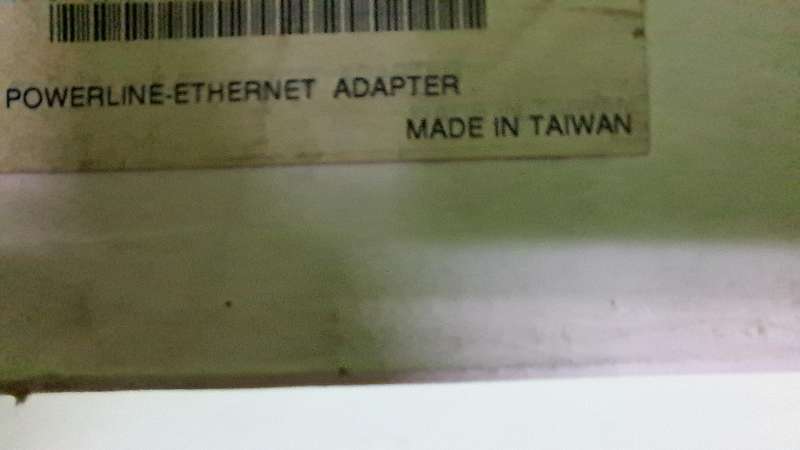 POWERLINE-ETHERNET ADAPTER
MADE IN TAIWAN